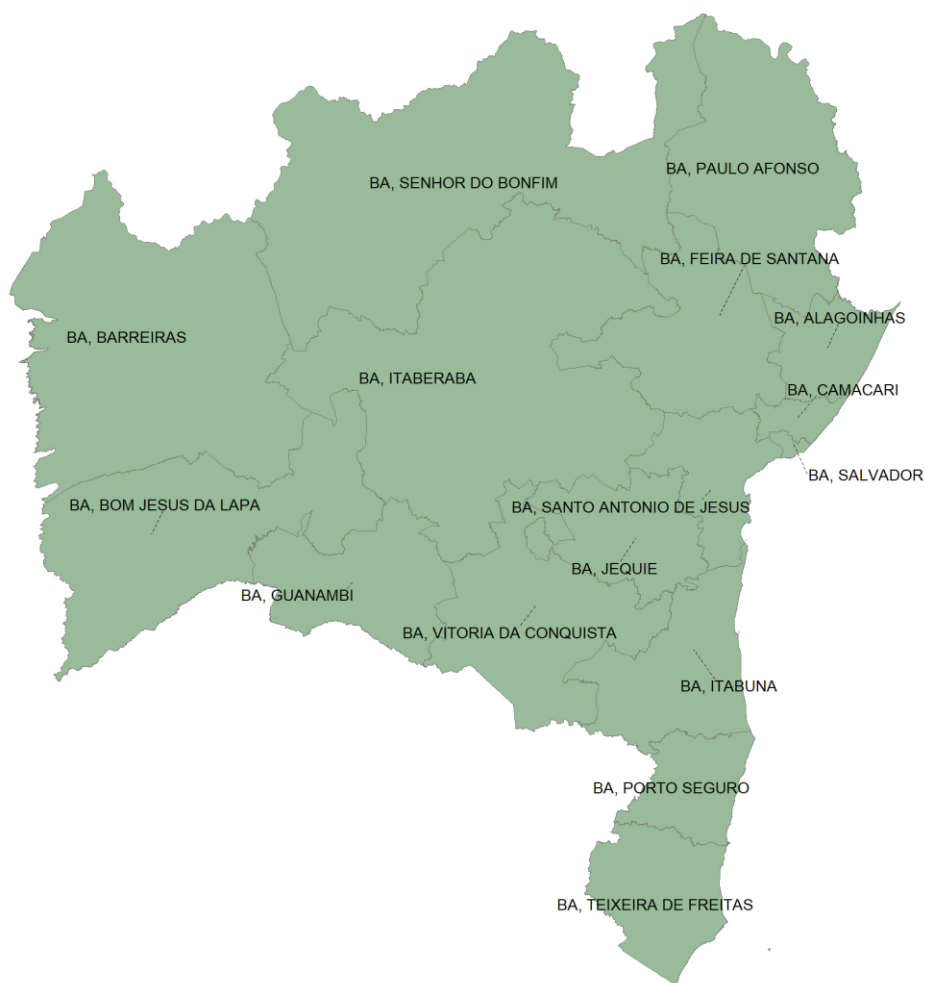 BA, PAULO AFONSO
BA, SENHOR DO BONFIM
BA, FEIRA DE SANTANA
BA, ALAGOINHAS
BA, BARREIRAS
BA, ITABERABA
BA, CAMACARI
BA, SALVADOR
BA, BOM JESUS DA LAPA
BA, SANTO ANTONIO DE JESUS
BA, JEQUIE
BA, GUANAMBI
BA, VITORIA DA CONQUISTA
BA, ITABUNA
BA, PORTO SEGURO
BA, TEIXEIRA DE FREITAS